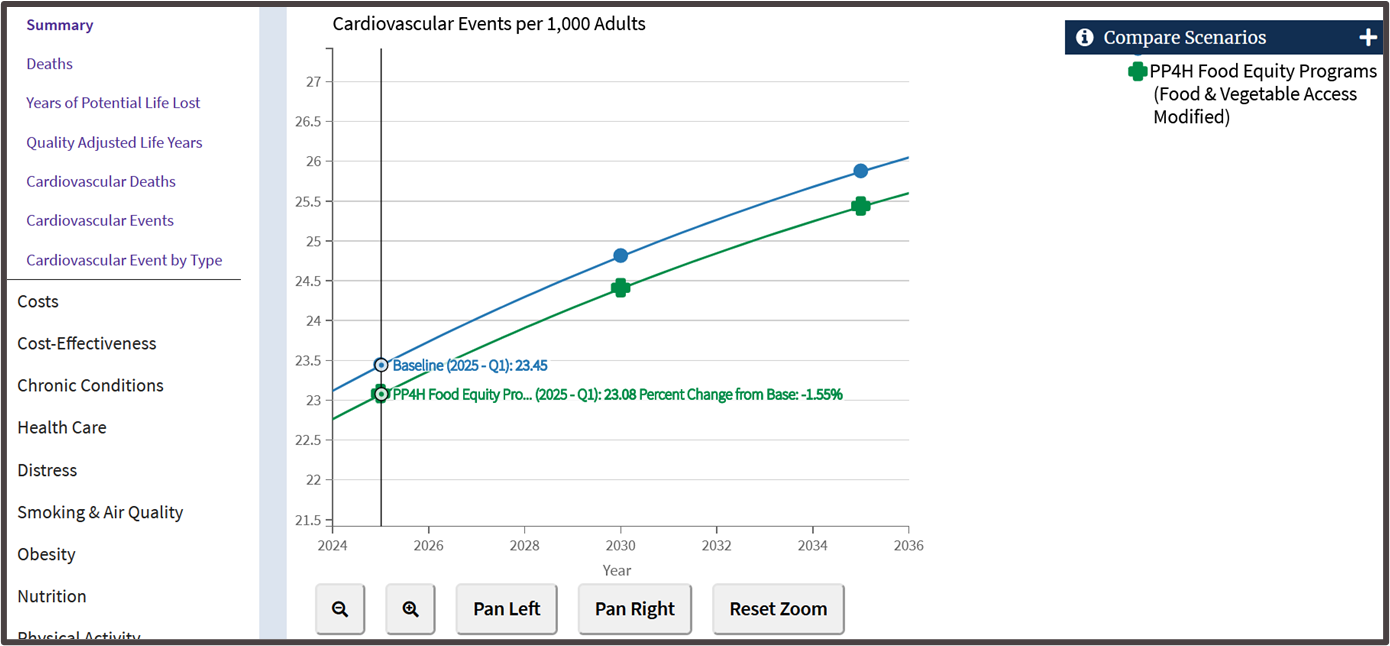 Summary
Deaths
Years of Potential Life Lost
Quality Adjusted Life Years
Cardiovascular Deaths
Cardiovascular Events
Cardiovascular Event by Type
Costs
Cost-Effectiveness
Chronic Conditions
Health Care
Distress
Smoking & Air Quality
Obesity
Nutrition
Physical Activity
Cardiovascular Events per 1,000 Adults
27
26.5
26
25.5
25
24.5
24
23.5
23
22.5
22
21.5
Baseline (2025 - Q1): 23.45
PP4H Food Equity Pro... (2025 - Q1): 23.08 Percent Change from Base: -1.55%
2024 2026 2028 2030 2032 2034 2036
Year
Pan Left Pan Right Reset Zoom
Compare Scenarios
PP4H Food Equity Programs
(Food & Vegetable Access
Modified)